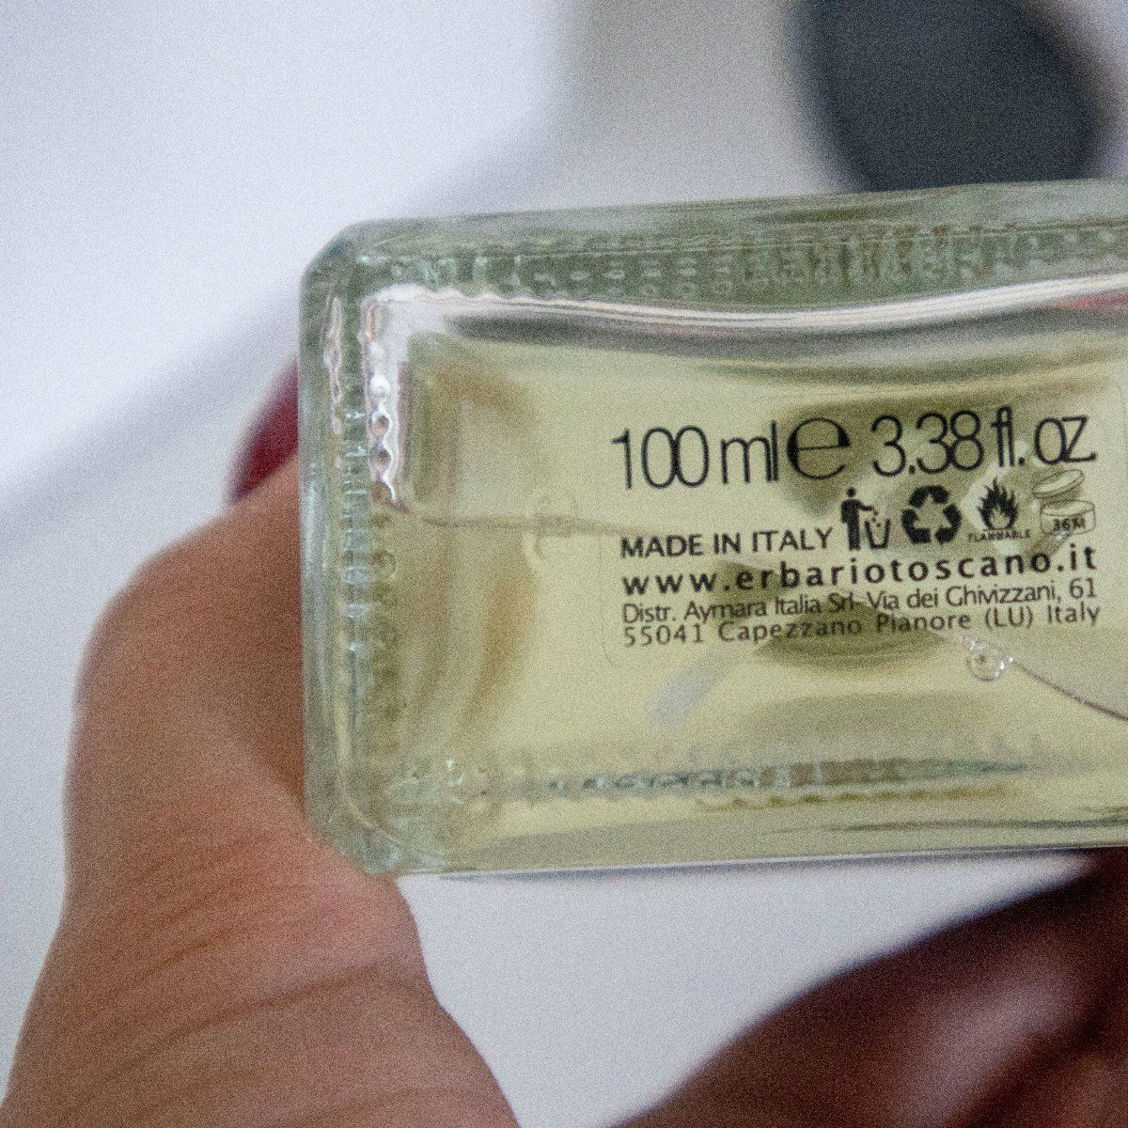 100 ml ℮ 3.38 fl. oz
MADE IN ITALY
FLAMMABLE
36M
www.erbariotoscano.it
Distr. Aymara Italia Srl-Via dei Ghivizzani, 61
55041 Capezzano Pianore (LU) Italy